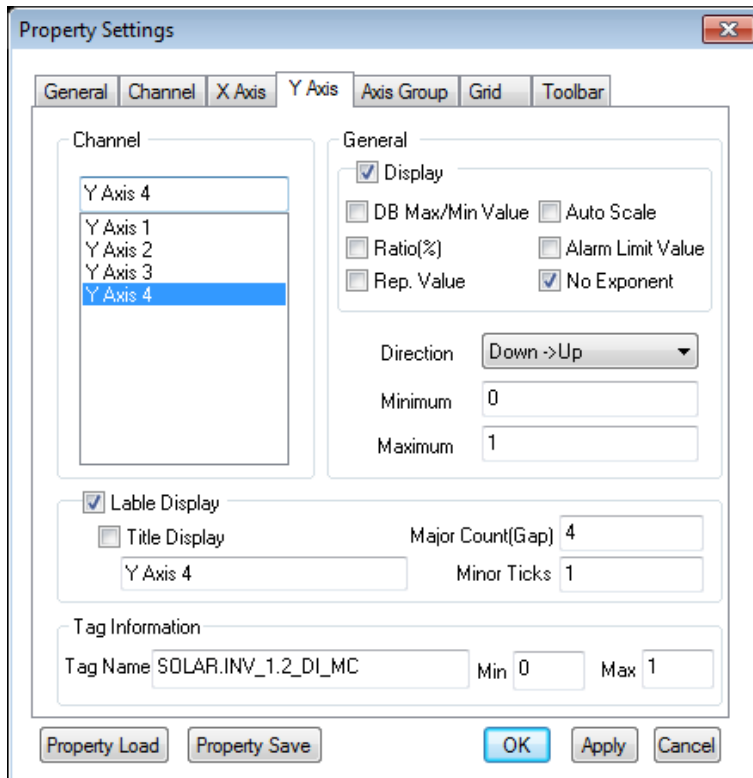 Property Settings
General Channel X Axis Y Axis Axis Group Grid Toolbar
Channel
Y Axis 4
Y Axis 1
Y Axis 2
Y Axis 3
Y Axis 4
General
Display
DB Max/Min Value Auto Scale
Ratio(%) Alarm Limit Value
Rep. Value No Exponent
Direction Down ->Up
Minimum 0
Maximum 1
Lable Display
Title Display Major Count(Gap) 4
Y Axis 4 Minor Ticks 1
Tag Information
Tag Name SOLAR.INV_1.2_DI_MC Min 0 Max 1
Property Load Property Save OK Apply Cancel